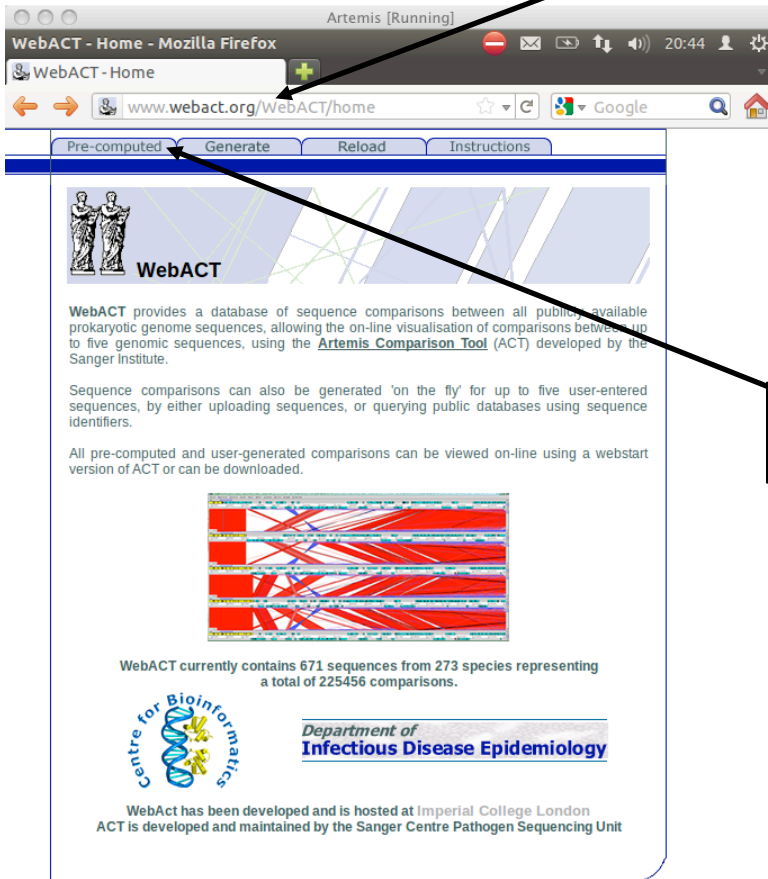 Artemis [Running]
WebACT - Home - Mozilla Firefox
20:44
WebACT - Home
www.webact.org/WebACT/home
Google
Pre-computed Generate Reload Instructions
WebACT
WebACT provides a database of sequence comparisons between all publicly available
prokaryotic genome sequences, allowing the on-line visualisation of comparisons between up
to five genomic sequences, using the Artemis Comparison Tool (ACT) developed by the
Sanger Institute.
Sequence comparisons can also be generated 'on the fly' for up to five user-entered
sequences, by either uploading sequences, or querying public databases using sequence
identifiers.
All pre-computed and user-generated comparisons can be viewed on-line using a webstart
version of ACT or can be downloaded.
WebACT currently contains 671 sequences from 273 species representing
a total of 225456 comparisons.
Centre for Bioinformatics
Department of
Infectious Disease Epidemiology
WebAct has been developed and is hosted at Imperial College London
ACT is developed and maintained by the Sanger Centre Pathogen Sequencing Unit